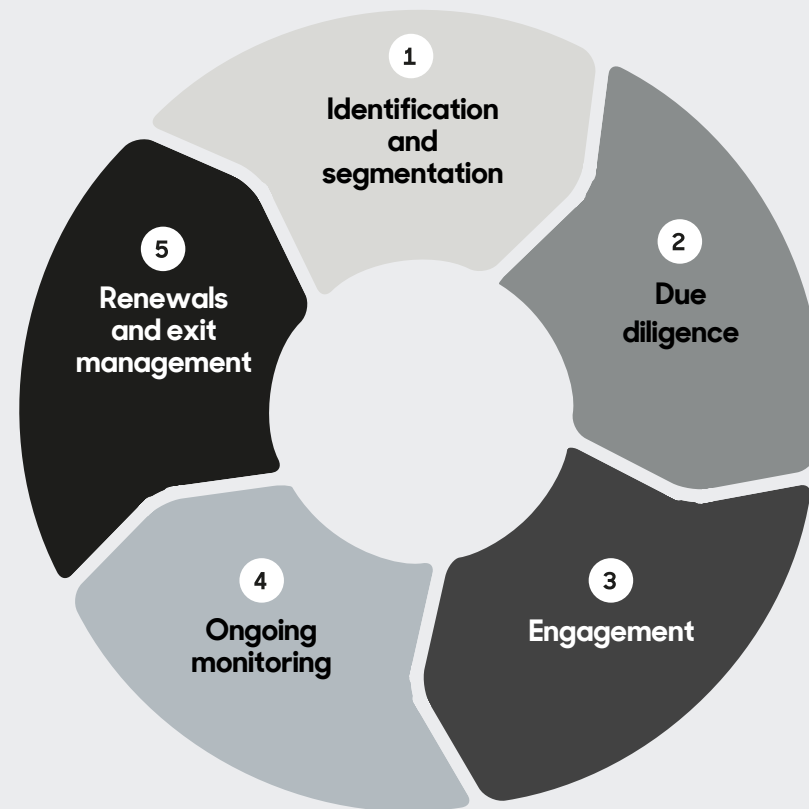 1
Identification
and
segmentation
2
Due
diligence
3
Engagement
4
Ongoing
monitoring
5
Renewals
and exit
management